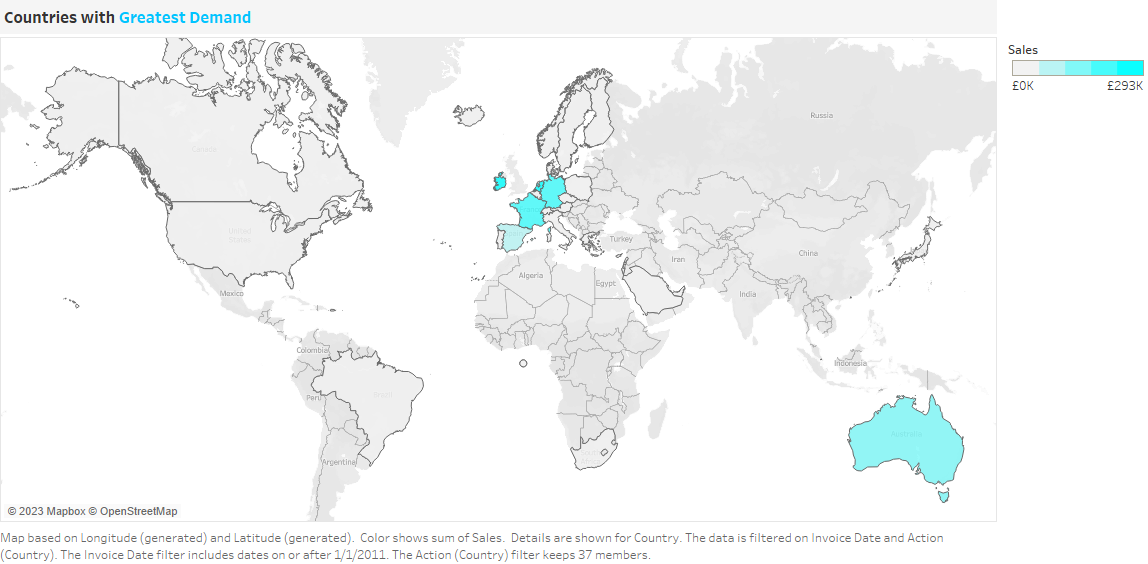 Countries with Greatest Demand
Sales
£0K £293K
Russia
Canada
United
States
Turkey
China
Iran
Algeria
Egypt
India
Mexico
Colombia
Indonesia
Peru
Brazil
Australia
Argentina
© 2023 Mapbox © OpenStreetMap
Map based on Longitude (generated) and Latitude (generated). Color shows sum of Sales. Details are shown for Country. The data is filtered on Invoice Date and Action
(Country). The Invoice Date filter includes dates on or after 1/1/2011. The Action (Country) filter keeps 37 members.